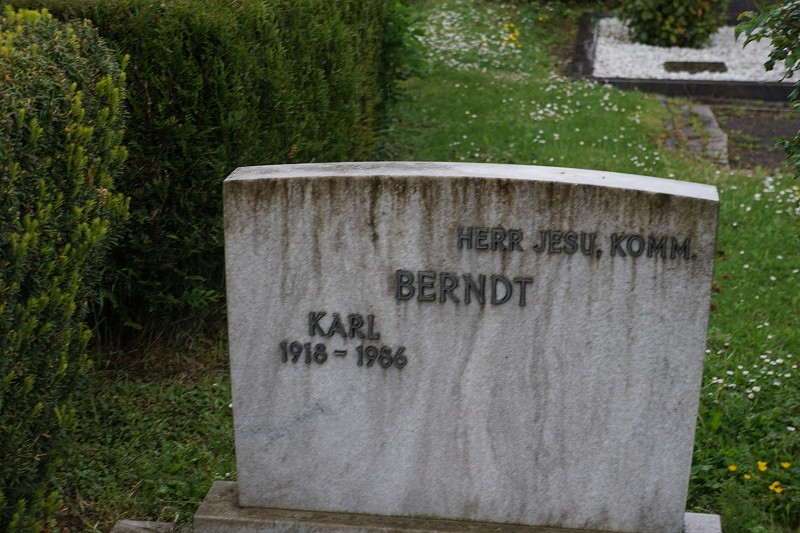 HERR JESU, KOMM.
BERNDT
KARL
1918 - 1986